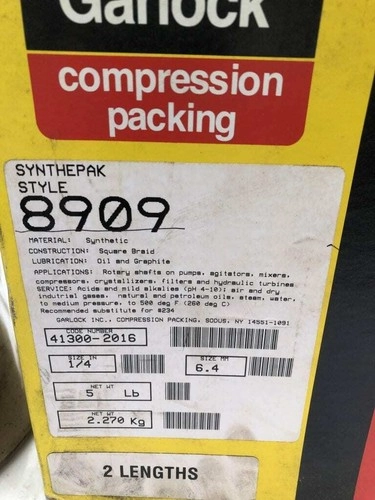 Garlock
compression
packing
SYNTHEPAK
STYLE
8909
MATERIAL: Synthetic
CONSTRUCTION: Square Braid
LUBRICATION: Oil and Graphite
APPLICATIONS: Rotary shafts on pumps, agitators, mixers,
compressors, crystallizers, filters and hydraulic turbines
SERVICE: Acids and mild alkalies (pH 4-10); air and dry
industrial gases, natural and petroleum oils, steam, water,
to medium pressure, to 500 deg F (260 deg C)
Recommended substitute for #234
GARLOCK INC., COMPRESSION PACKING, SODUS, NY 14551-1091
CODE NUMBER
41300-2016
SIZE IN
1/4
SIZE MM
6.4
NET WT
5 Lb
NET WT
2.270 Kg
2 LENGTHS